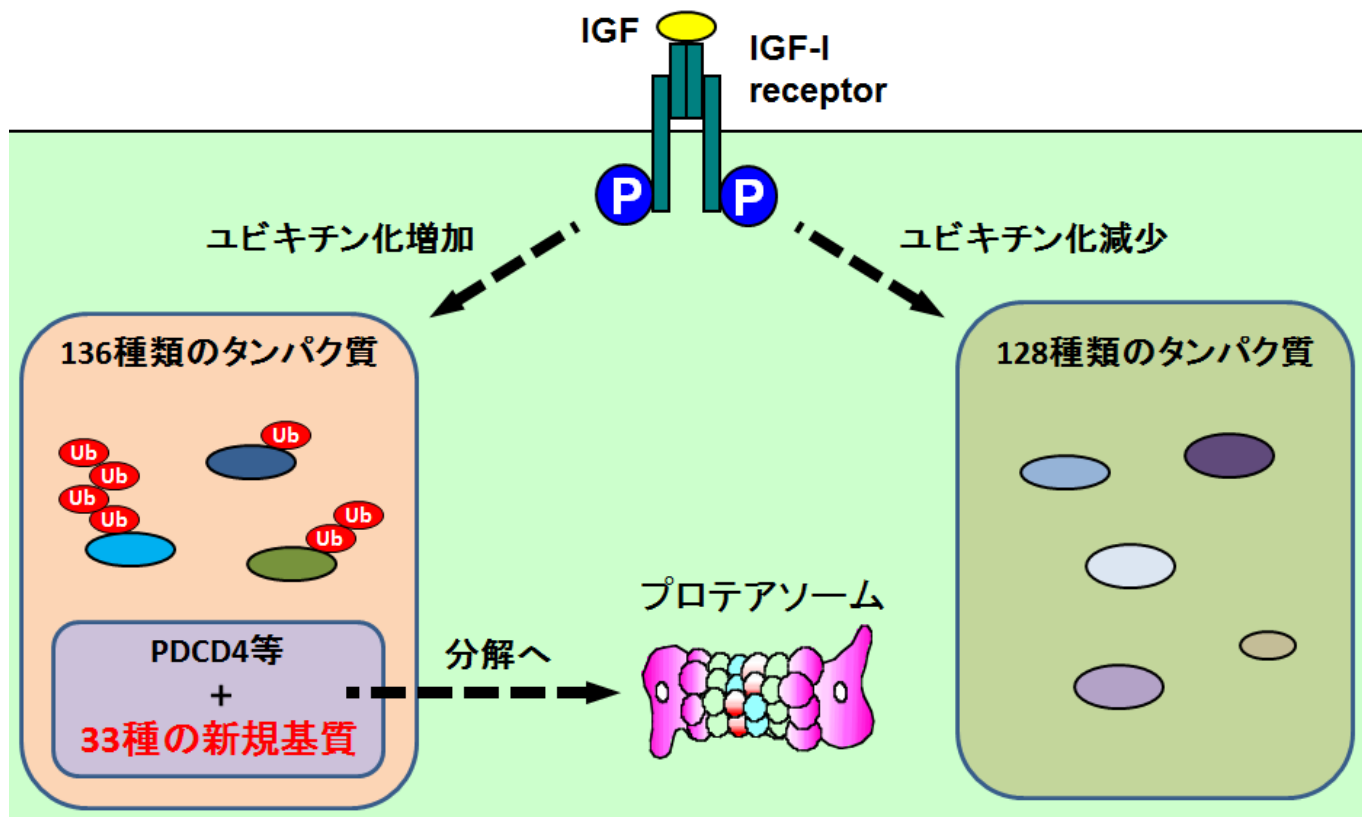 IGF
IGF-I
receptor
P
P
ユビキチン化増加
ユビキチン化減少
136種類のタンパク質
128種類のタンパク質
Ub
Ub
Ub
Ub
Ub
Ub
Ub
プロテアソーム
PDCD4等
+
33種の新規基質
分解へ